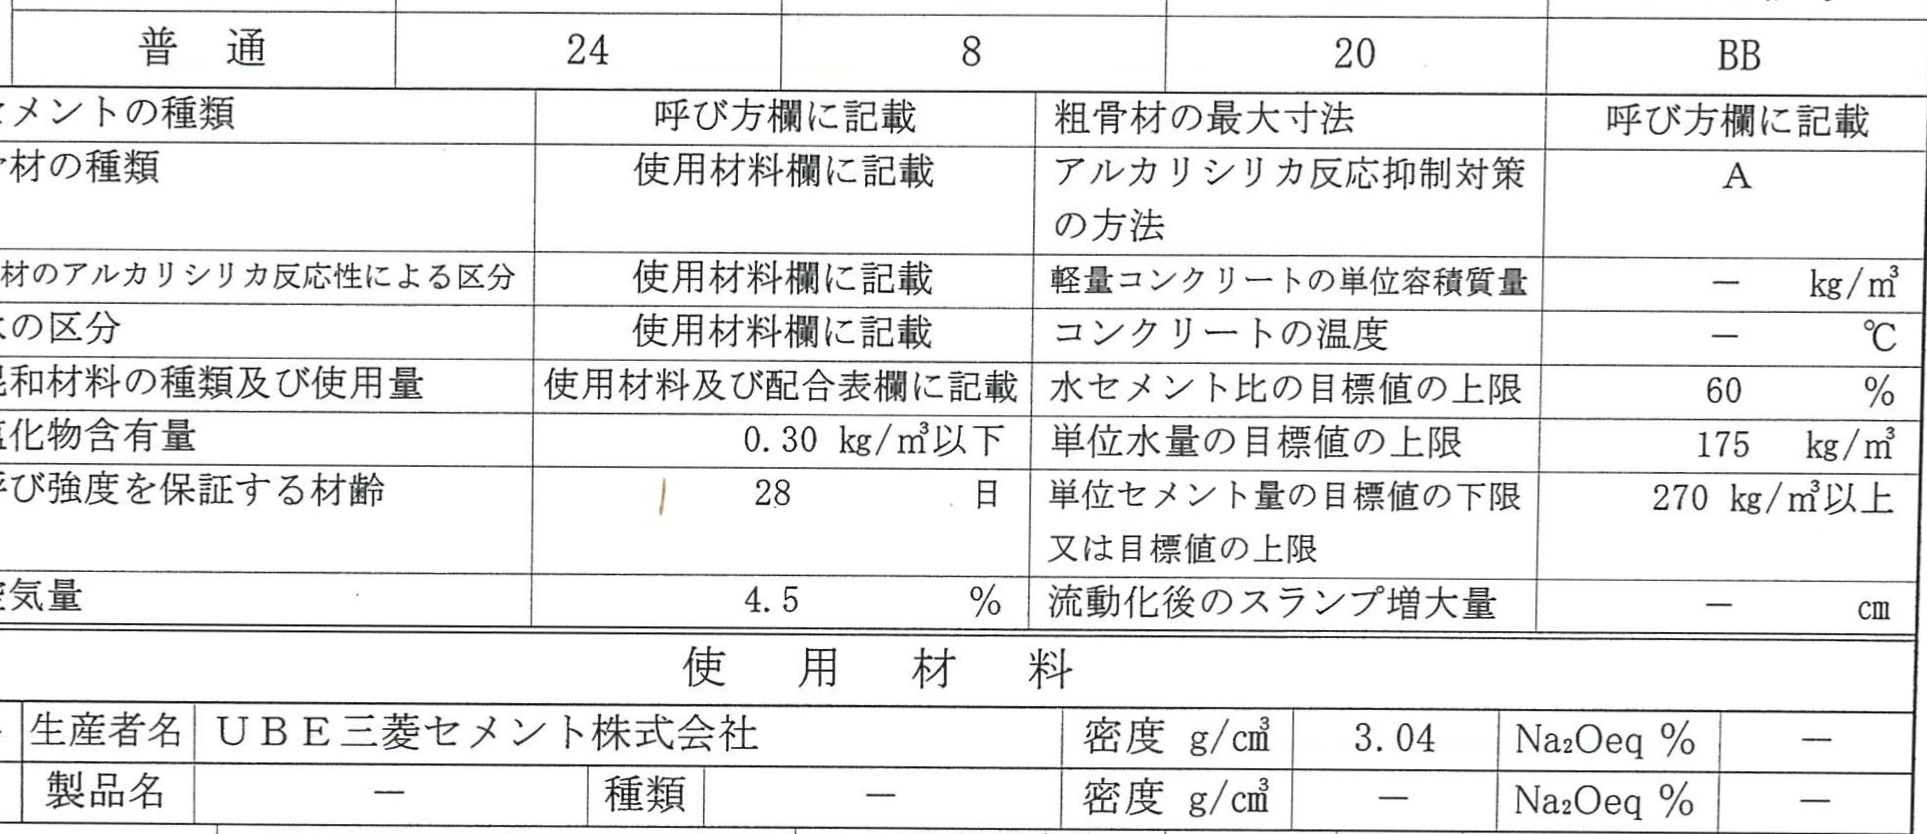 普 通 24 8 20 BB
メントの種類 呼び方欄に記載 粗骨材の最大寸法 呼び方欄に記載
材の種類 使用材料欄に記載 アルカリシリカ反応抑制対策 A
の方法
材のアルカリシリカ反応性による区分 使用材料欄に記載 軽量コンクリートの単位容積質量 － kg/㎥
の区分 使用材料欄に記載 コンクリートの温度 － ℃
和材料の種類及び使用量 使用材料及び配合表欄に記載 水セメント比の目標値の上限 60 %
化物含有量 0.30 kg/㎥以下 単位水量の目標値の上限 175 kg/㎥
び強度を保証する材齢 28 日 単位セメント量の目標値の下限 270 kg/㎥以上
又は目標値の上限
気量 4.5 % 流動化後のスランプ増大量 － ㎝
使 用 材 料
生産者名 ＵＢＥ三菱セメント株式会社 密度 g/㎤ 3.04 Na₂Oeq % －
製品名 － 種類 － 密度 g/㎤ － Na₂Oeq % －